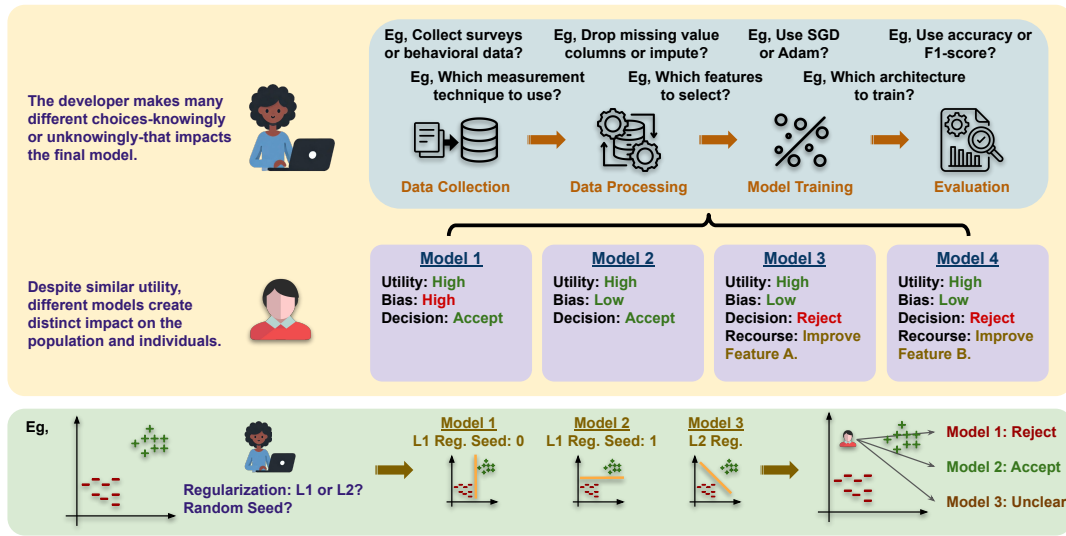 Eg, Collect surveys
or behavioral data?
Eg, Drop missing value
columns or impute?
Eg, Use SGD
or Adam?
Eg, Use accuracy or
F1-score?
Eg, Which measurement
technique to use?
Eg, Which features
to select?
Eg, Which architecture
to train?
The developer makes many
different choices-knowingly
or unknowingly-that impacts
the final model.
Data Collection
Data Processing
Model Training
Evaluation
Despite similar utility,
different models create
distinct impact on the
population and individuals.
Model 1
Utility: High
Bias: High
Decision: Accept
Model 2
Utility: High
Bias: Low
Decision: Accept
Model 3
Utility: High
Bias: Low
Decision: Reject
Recourse: Improve
Feature A.
Model 4
Utility: High
Bias: Low
Decision: Reject
Recourse: Improve
Feature B.
Eg,
Regularization: L1 or L2?
Random Seed?
Model 1
L1 Reg. Seed: 0
Model 2
L1 Reg. Seed: 1
Model 3
L2 Reg.
Model 1: Reject
Model 2: Accept
Model 3: Unclear